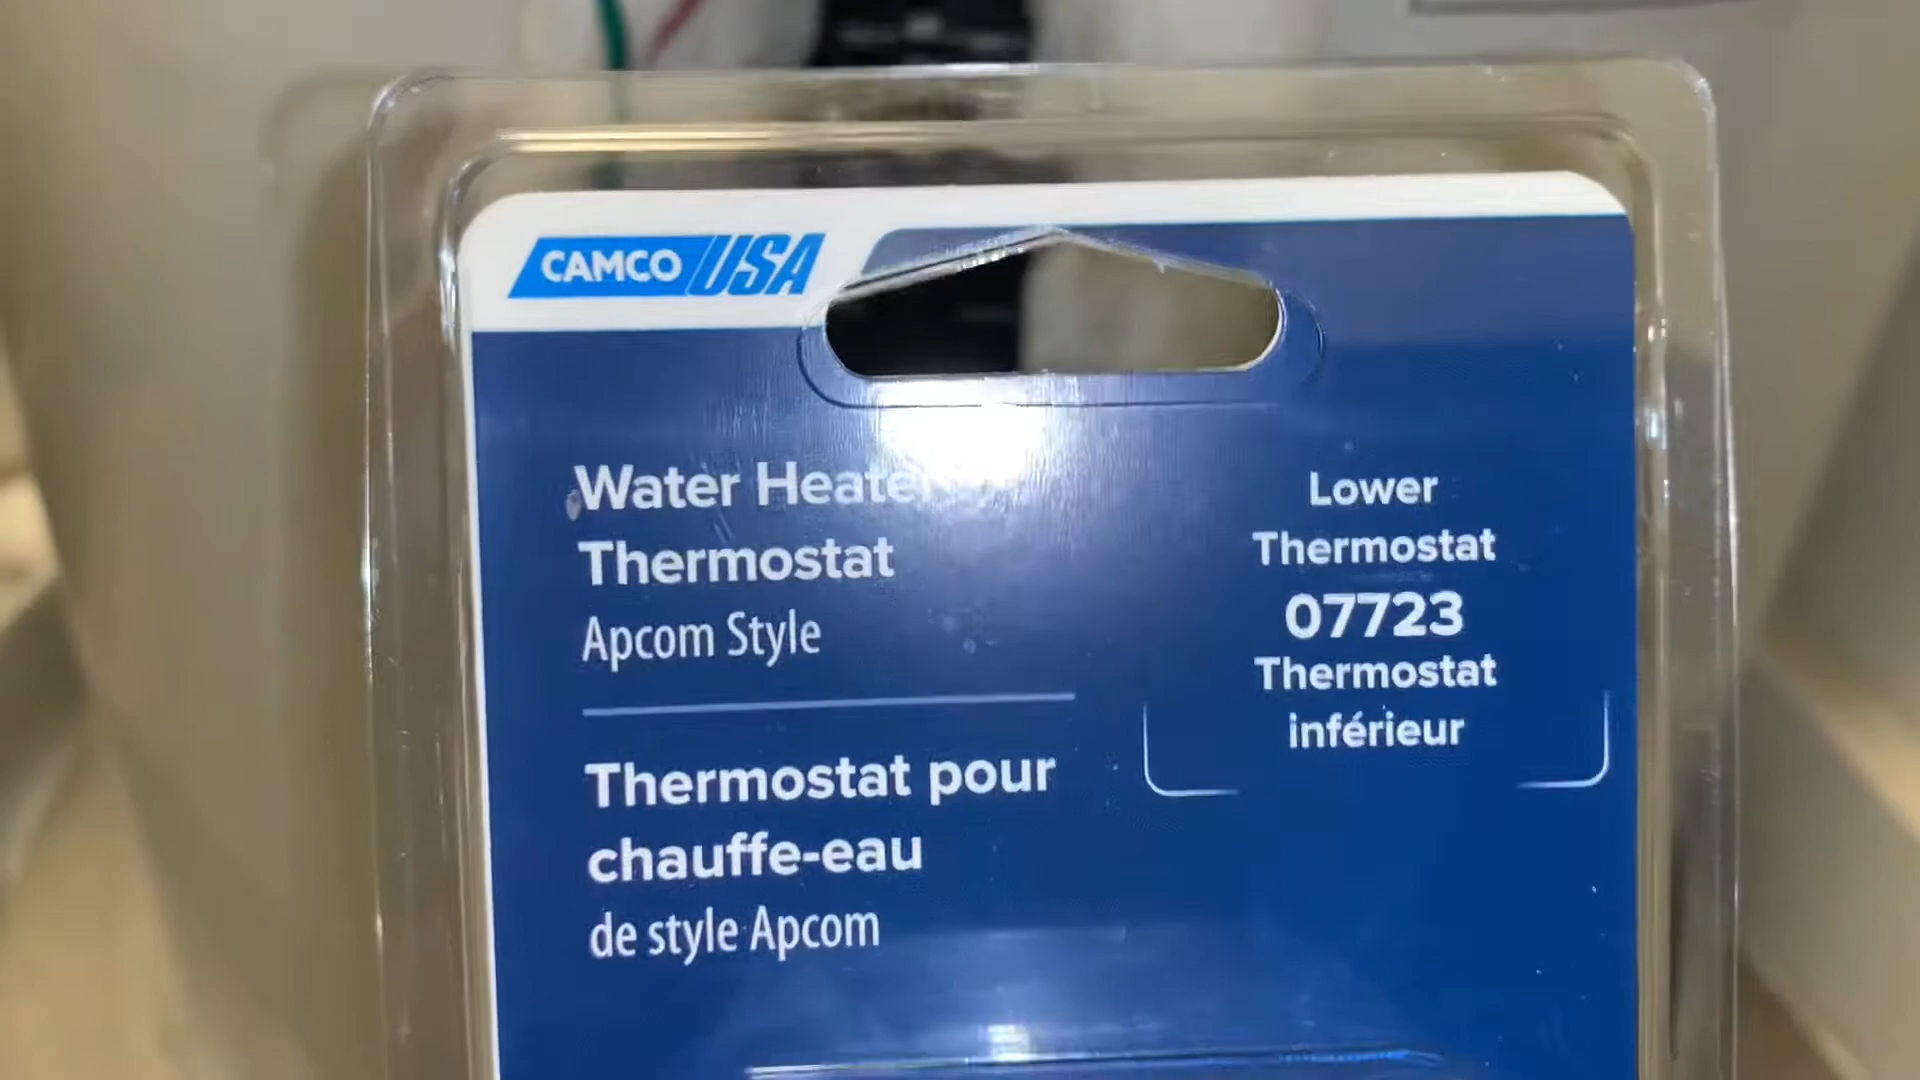 CAMCO USA
Water Heater
Thermostat
Apcom Style
Thermostat pour
chauffe-eau
de style Apcom
Lower
Thermostat
07723
Thermostat
inférieur